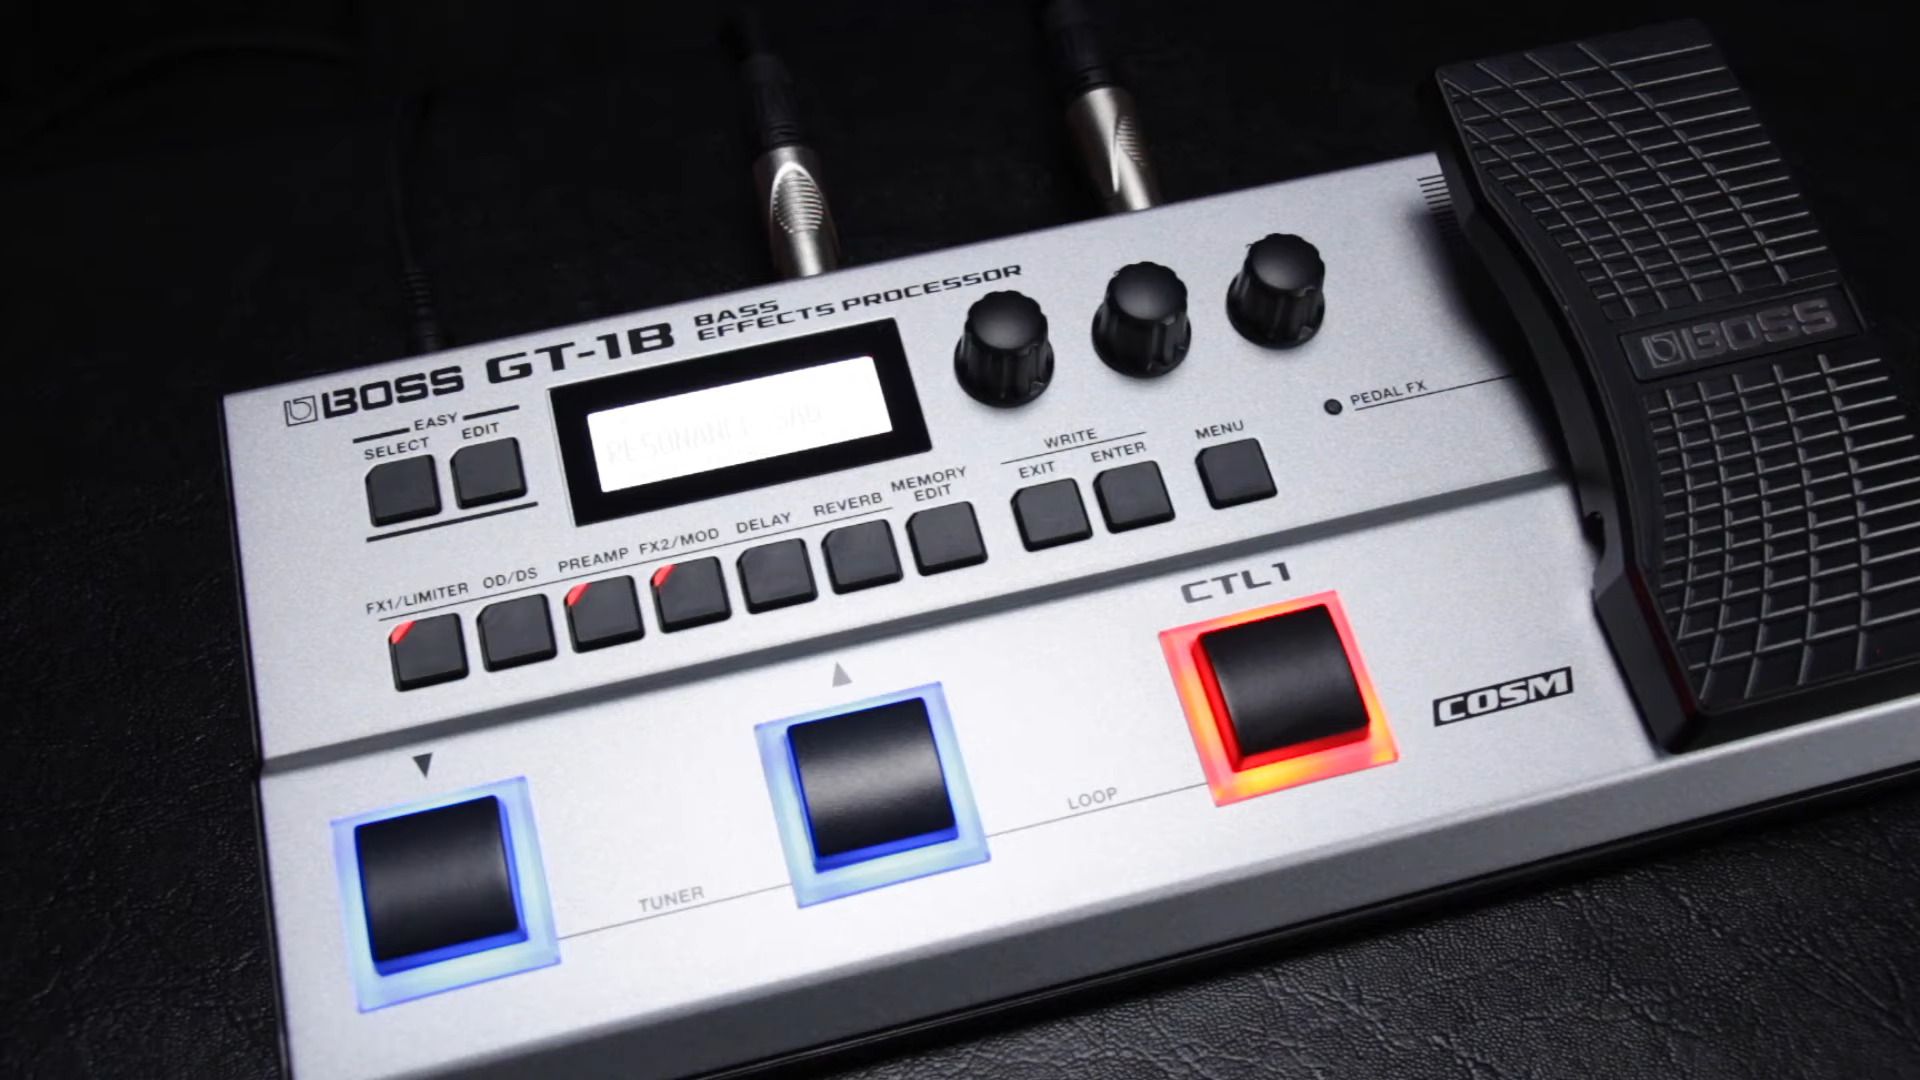 BOSS GT-1B BASS EFFECTS PROCESSOR
EASY
SELECT EDIT
WRITE
EXIT ENTER MENU
PEDAL FX
FX1/LIMITER OD/DS PREAMP FX2/MOD DELAY REVERB MEMORY EDIT
CTL1
COSM
TUNER
LOOP
BOSS